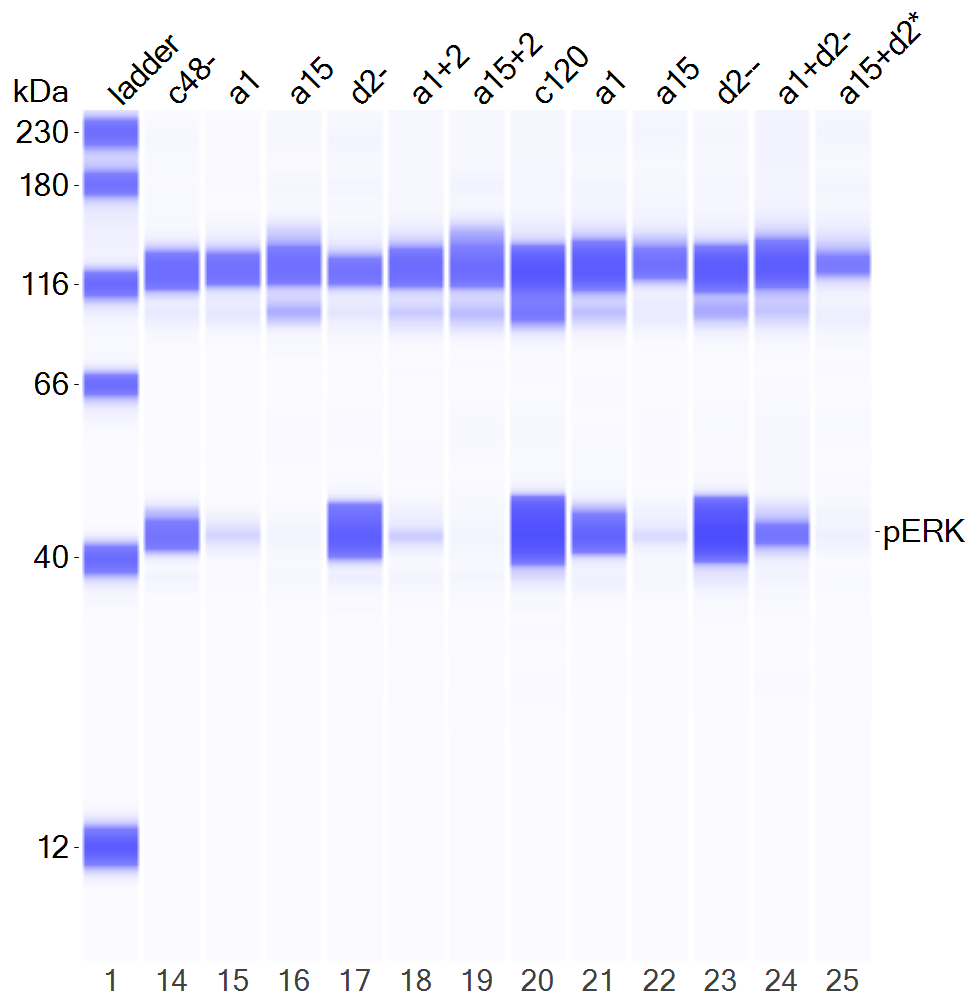 kDa
ladder
c48-
a1
a15
d2-
a1+2
a15+2
c120
a1
a15
d2--
a1+d2-
a15+d2*
230
180
116
66
40
12
pERK
1 14 15 16 17 18 19 20 21 22 23 24 25